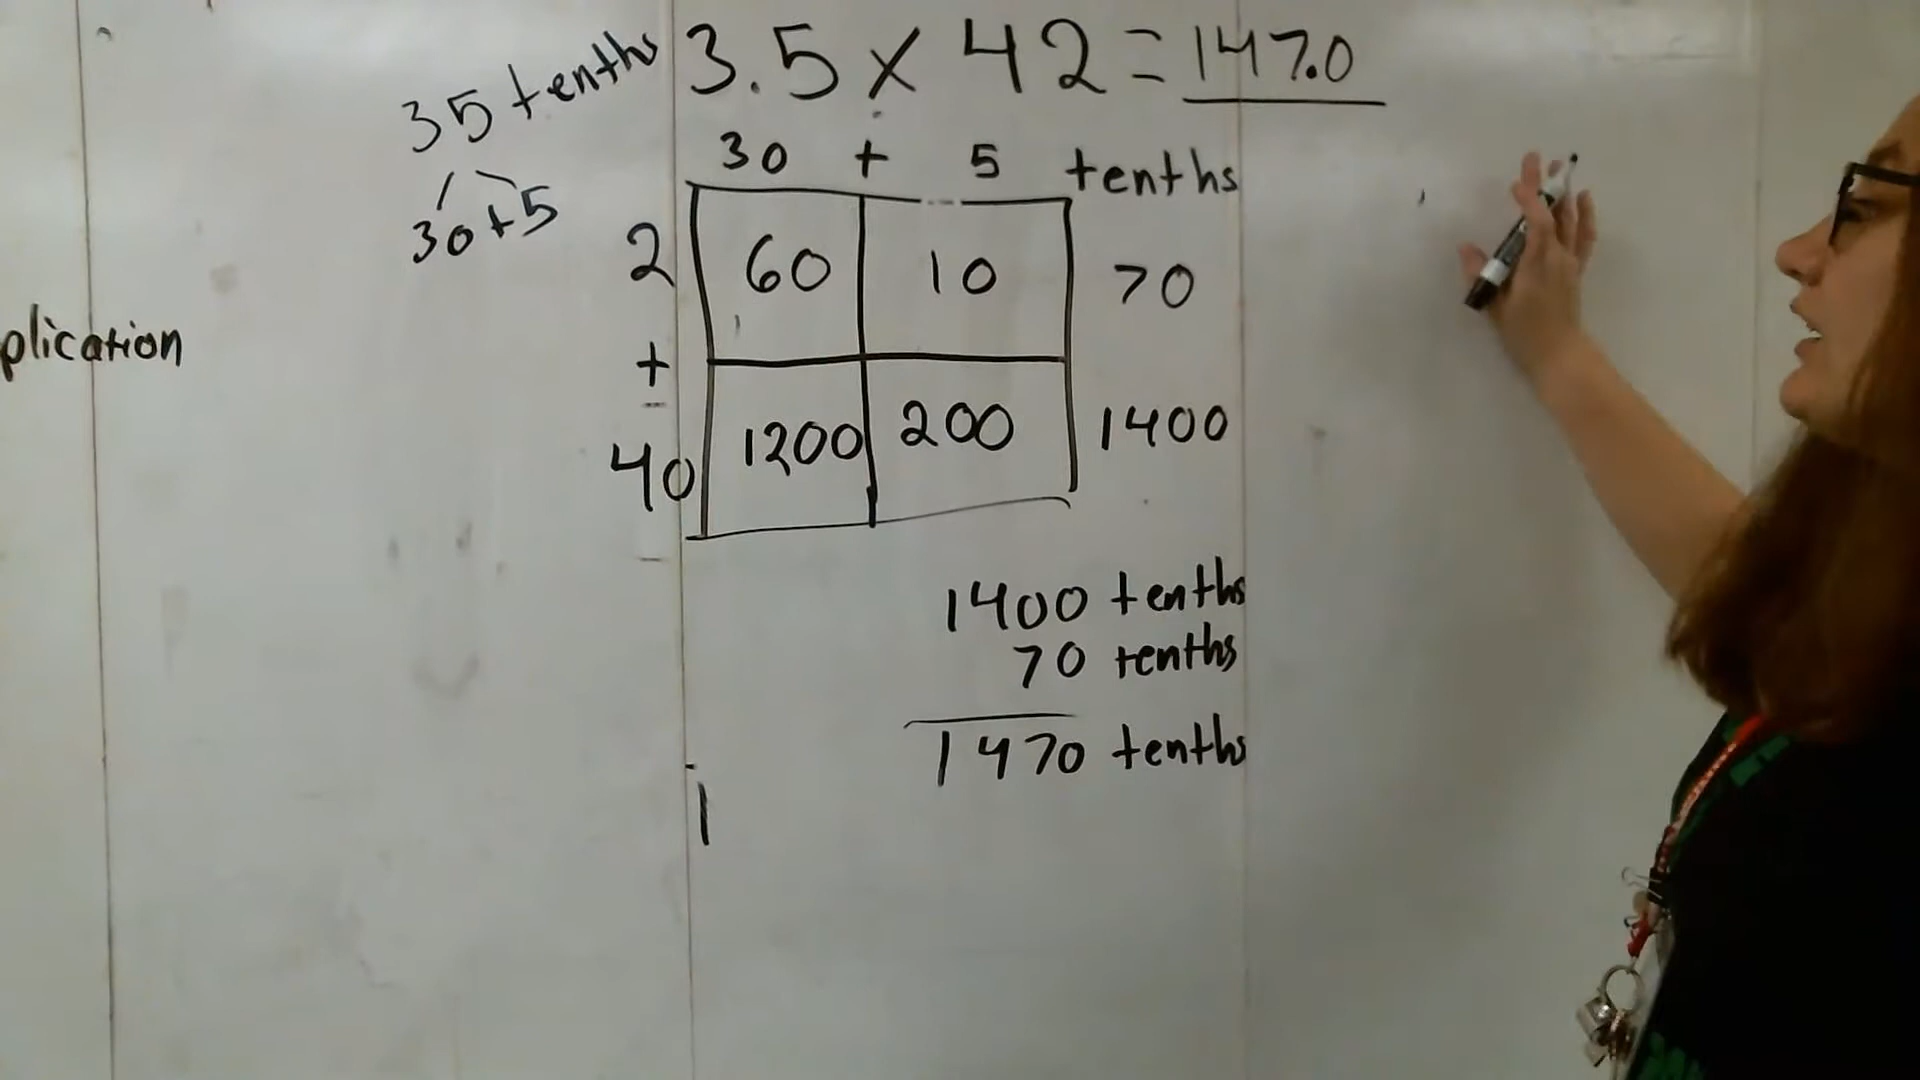 35 tenths 3.5 x 42 = 147.0
30 + 5 tenths
30+5
2 60 10 70
+
40 1200 200 1400
plication
1400 tenths
70 tenths
1470 tenths
1